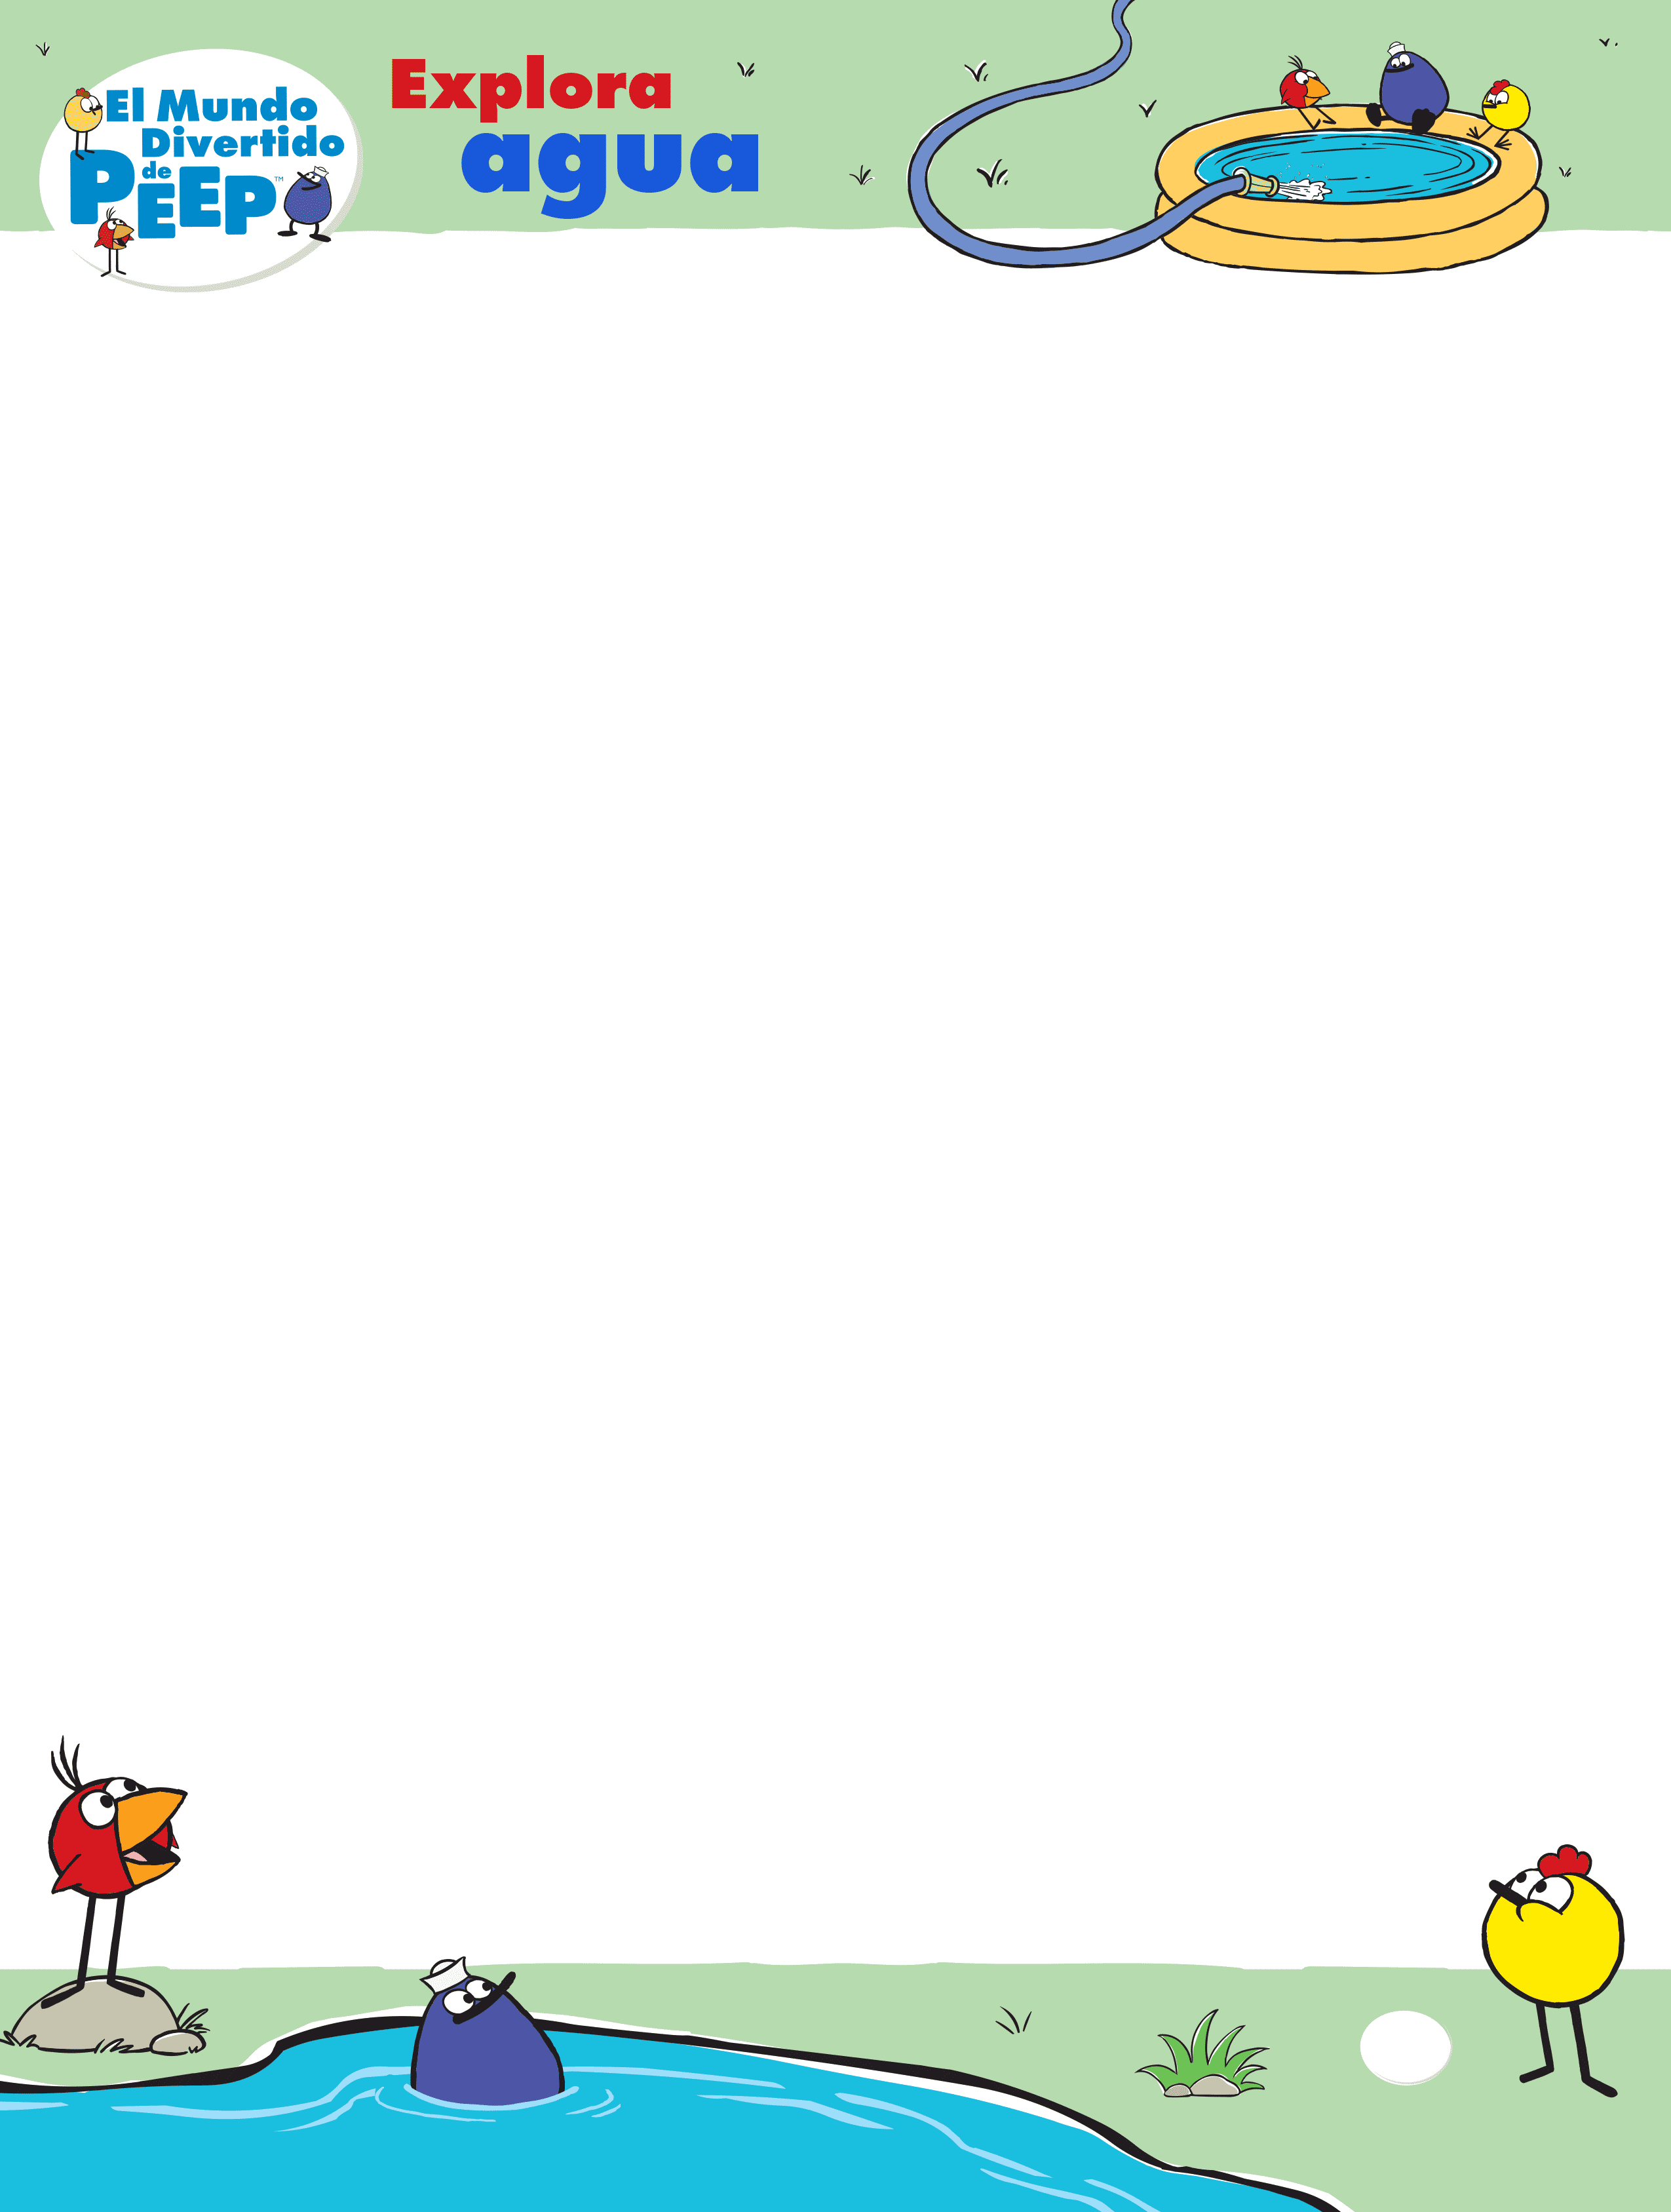 El Mundo
Divertido
de
PEEP™
Explora
agua